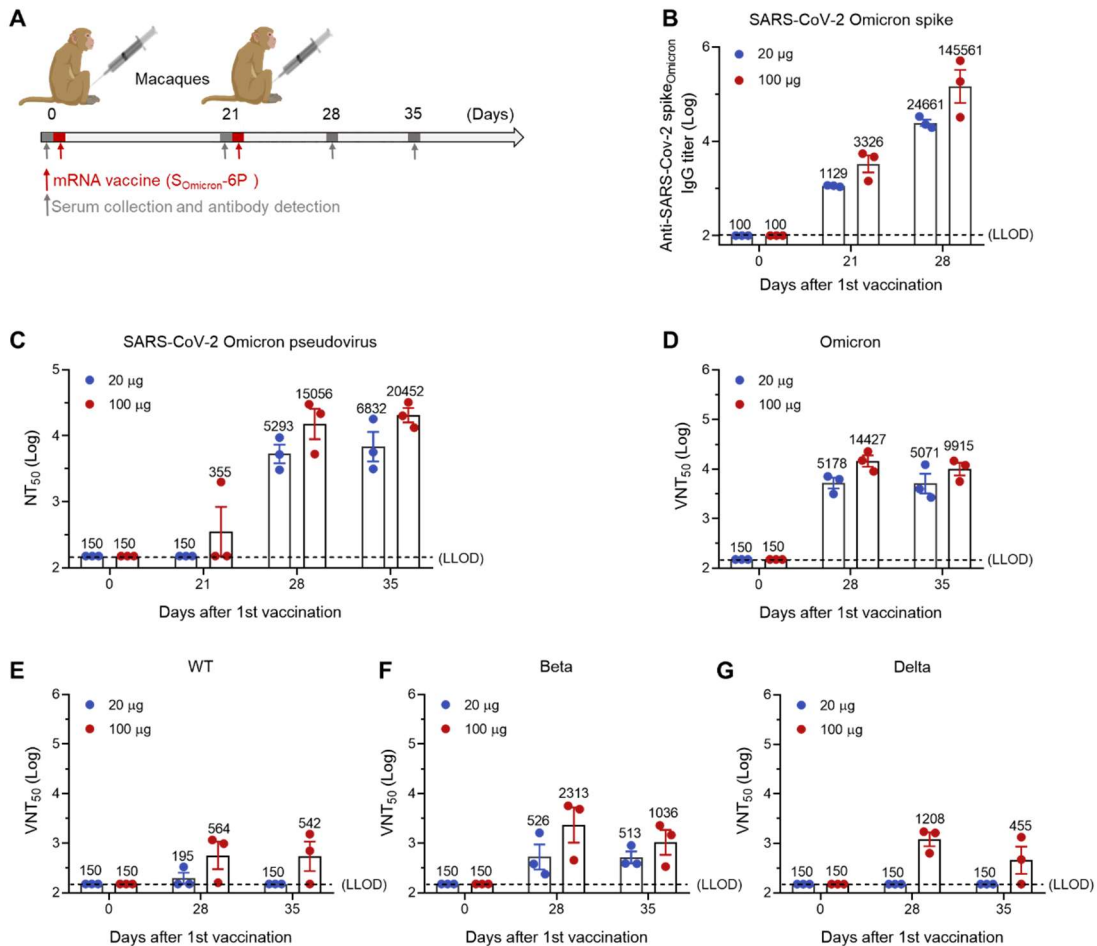 A
Macaques
0 21 28 35 (Days)
mRNA vaccine (S_Omicron-6P )
Serum collection and antibody detection
B
SARS-CoV-2 Omicron spike
Anti-SARS-Cov-2 spike_Omicron
IgG titer (Log)
6
4
2
20 μg
100 μg
100 100 1129 3326 24661 145561
(LLOD)
0 21 28
Days after 1st vaccination
C
SARS-CoV-2 Omicron pseudovirus
NT50 (Log)
5
4
3
2
20 μg
100 μg
150 150 150 355 5293 15056 6832 20452
(LLOD)
0 21 28 35
Days after 1st vaccination
D
Omicron
VNT50 (Log)
6
5
4
3
2
20 μg
100 μg
150 150 5178 14427 5071 9915
(LLOD)
0 28 35
Days after 1st vaccination
E
WT
VNT50 (Log)
6
5
4
3
2
20 μg
100 μg
150 150 195 564 150 542
(LLOD)
0 28 35
Days after 1st vaccination
F
Beta
VNT50 (Log)
6
5
4
3
2
20 μg
100 μg
150 150 526 2313 513 1036
(LLOD)
0 28 35
Days after 1st vaccination
G
Delta
VNT50 (Log)
6
5
4
3
2
20 μg
100 μg
150 150 150 1208 150 455
(LLOD)
0 28 35
Days after 1st vaccination